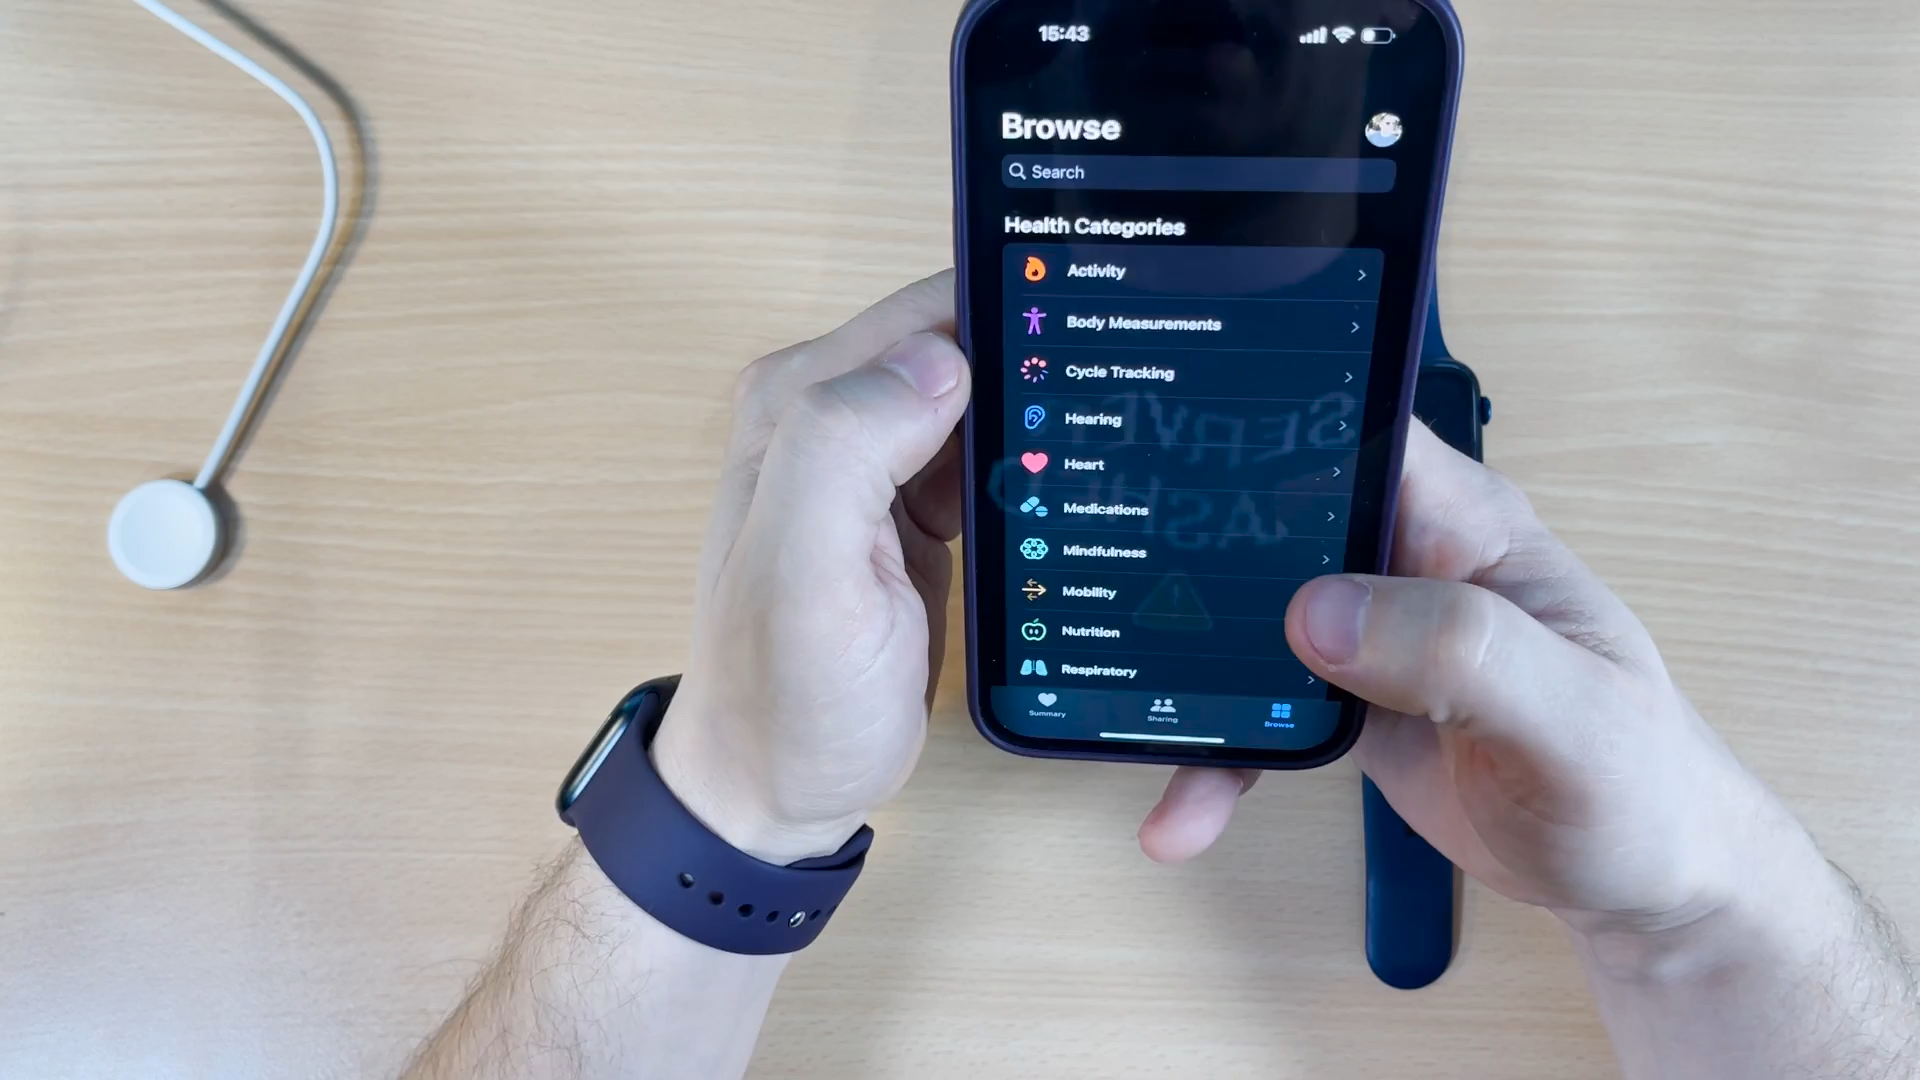 15:43
Browse
Search
Health Categories
Activity
Body Measurements
Cycle Tracking
Hearing
Heart
Medications
Mindfulness
Mobility
Nutrition
Respiratory
Summary
Sharing
Browse